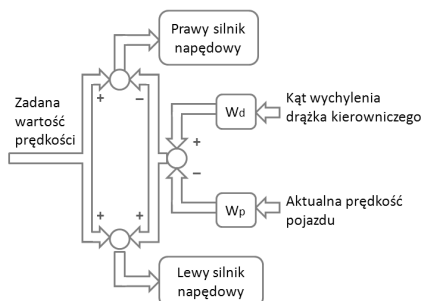 Prawy silnik
napędowy
Zadana
wartość
prędkości
+
–
Wd
Kąt wychylenia
drążka kierowniczego
+
–
Wp
Aktualna prędkość
pojazdu
+
+
Lewy silnik
napędowy